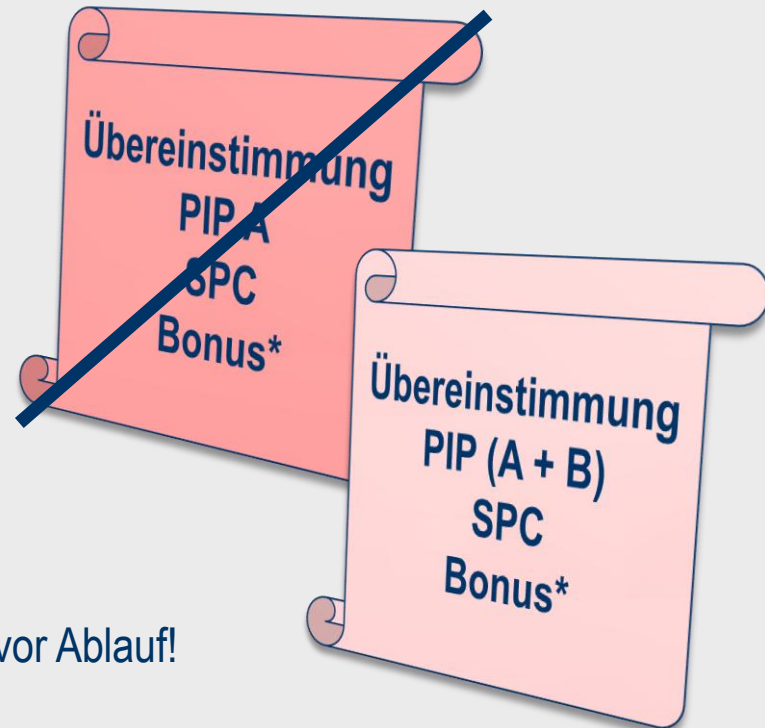 Übereinstimmung
PIP A
SPC
Bonus*
Übereinstimmung
PIP (A + B)
SPC
Bonus*
vor Ablauf!